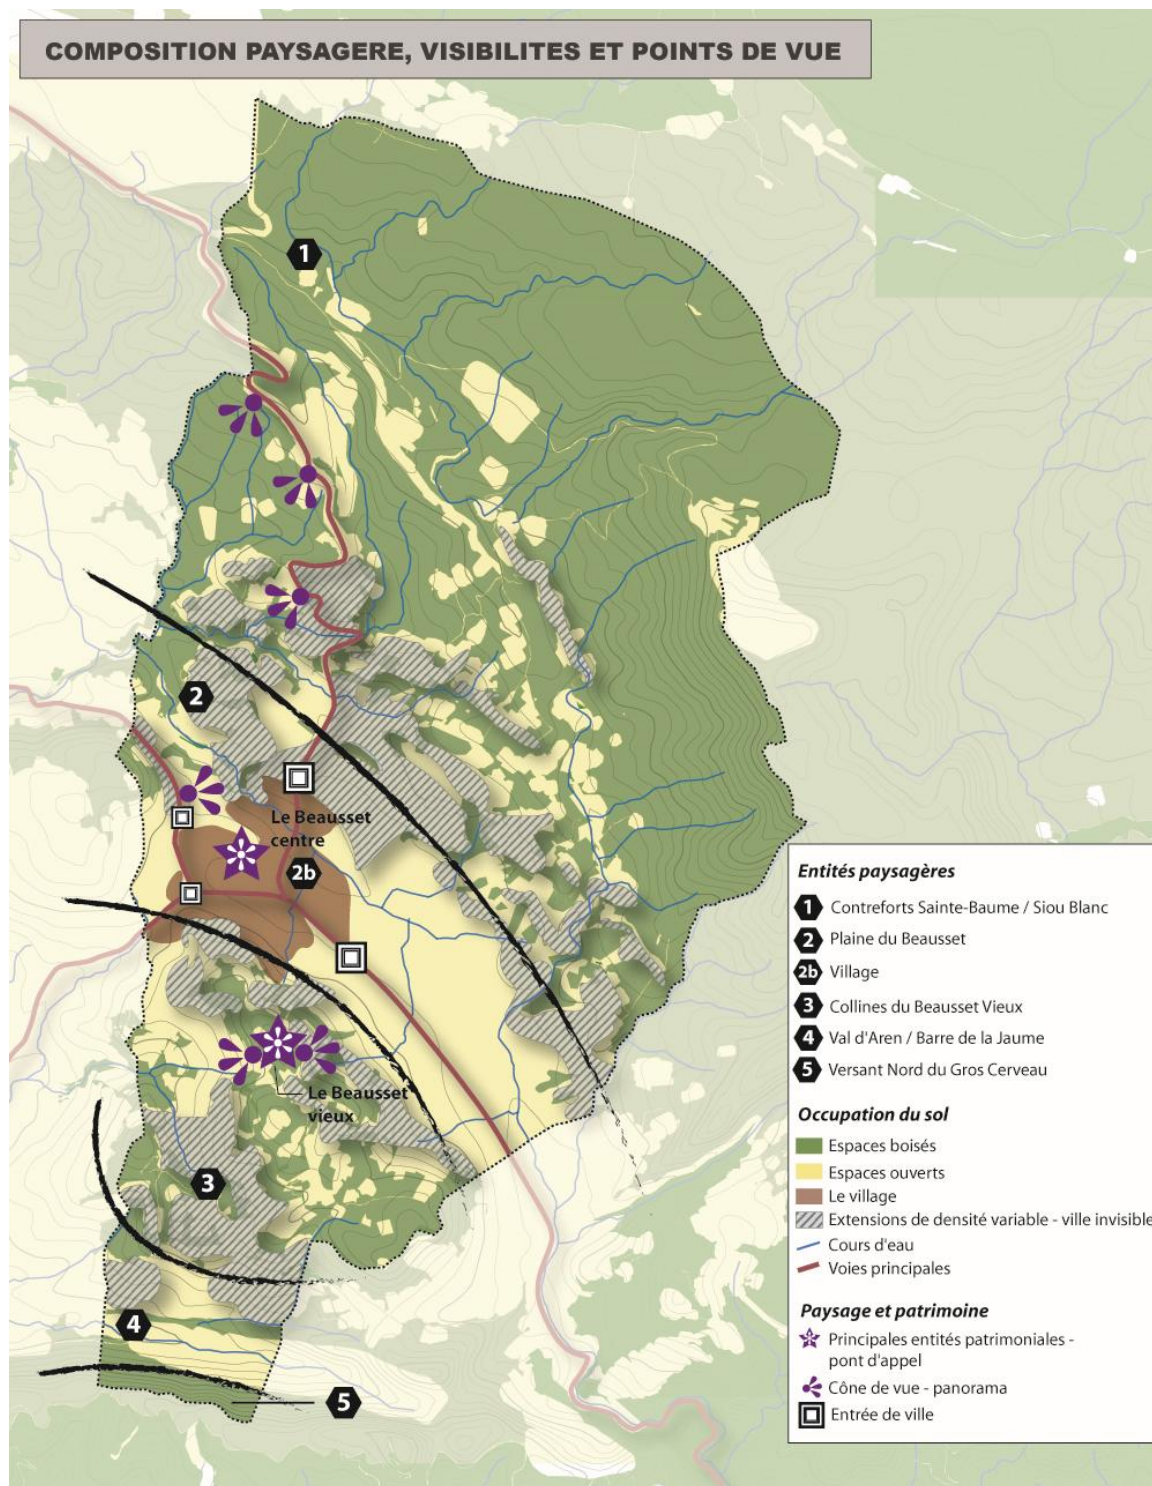 COMPOSITION PAYSAGERE, VISIBILITES ET POINTS DE VUE
1
2
Le Beausset
centre
2b
Le Beausset
vieux
3
4
5
Entités paysagères
1 Contreforts Sainte-Baume / Siou Blanc
2 Plaine du Beausset
2b Village
3 Collines du Beausset Vieux
4 Val d'Aren / Barre de la Jaume
5 Versant Nord du Gros Cerveau
Occupation du sol
Espaces boisés
Espaces ouverts
Le village
Extensions de densité variable - ville invisible
Cours d'eau
Voies principales
Paysage et patrimoine
Principales entités patrimoniales -
pont d'appel
Cône de vue - panorama
Entrée de ville